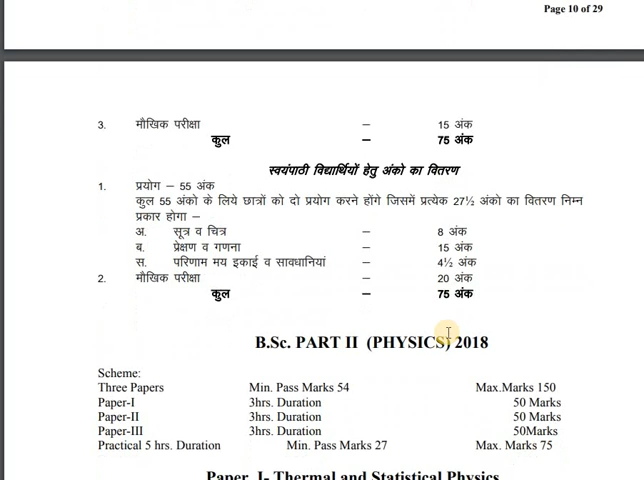 Page 10 of 29
3. मौखिक परीक्षा – 15 अंक
कुल – 75 अंक
स्वयंपाठी विद्यार्थियों हेतु अंको का वितरण
1. प्रयोग – 55 अंक
कुल 55 अंको के लिये छात्रों को दो प्रयोग करने होंगे जिसमें प्रत्येक 27½ अंको का वितरण निम्न
प्रकार होगा –
अ. सूत्र व चित्र – 8 अंक
ब. प्रेक्षण व गणना – 15 अंक
स. परिणाम मय इकाई व सावधानियां – 4½ अंक
2. मौखिक परीक्षा – 20 अंक
कुल – 75 अंक
B.Sc. PART II (PHYSICS) 2018
Scheme:
Three Papers Min. Pass Marks 54 Max.Marks 150
Paper-I 3hrs. Duration 50 Marks
Paper-II 3hrs. Duration 50 Marks
Paper-III 3hrs. Duration 50Marks
Practical 5 hrs. Duration Min. Pass Marks 27 Max. Marks 75
Paper I- Thermal and Statistical Physics